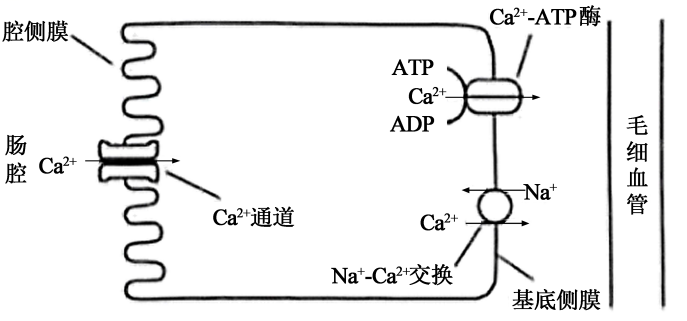 腔侧膜
Ca²⁺-ATP酶
ATP
Ca²⁺
ADP
肠腔
Ca²⁺
Ca²⁺通道
Na⁺
Ca²⁺
Na⁺-Ca²⁺交换
基底侧膜
毛细血管